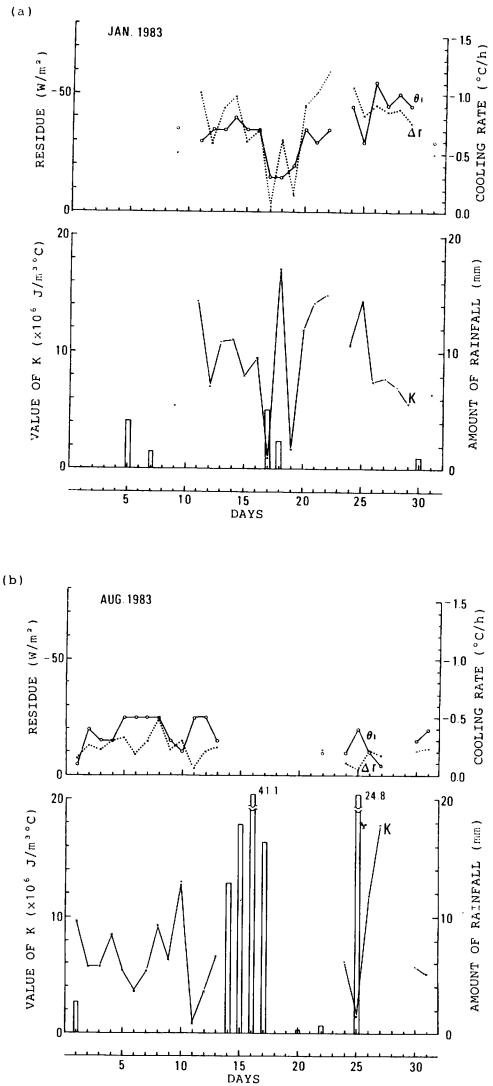 (a)
JAN. 1983
RESIDUE (W/m²)
-50
0
COOLING RATE (°C/h)
-1.5
-1.0
-0.5
0.0
θı
Δr
VALUE OF K (×10⁶ J/m³°C)
20
10
0
AMOUNT OF RAINFALL (mm)
20
10
0
K
5 10 15 20 25 30
DAYS
(b)
AUG. 1983
RESIDUE (W/m²)
-50
0
COOLING RATE (°C/h)
-1.5
-1.0
-0.5
0.0
θı
Δr
VALUE OF K (×10⁶ J/m³°C)
20
10
0
AMOUNT OF RAINFALL (mm)
20
10
0
41.1
24.8
K
5 10 15 20 25 30
DAYS